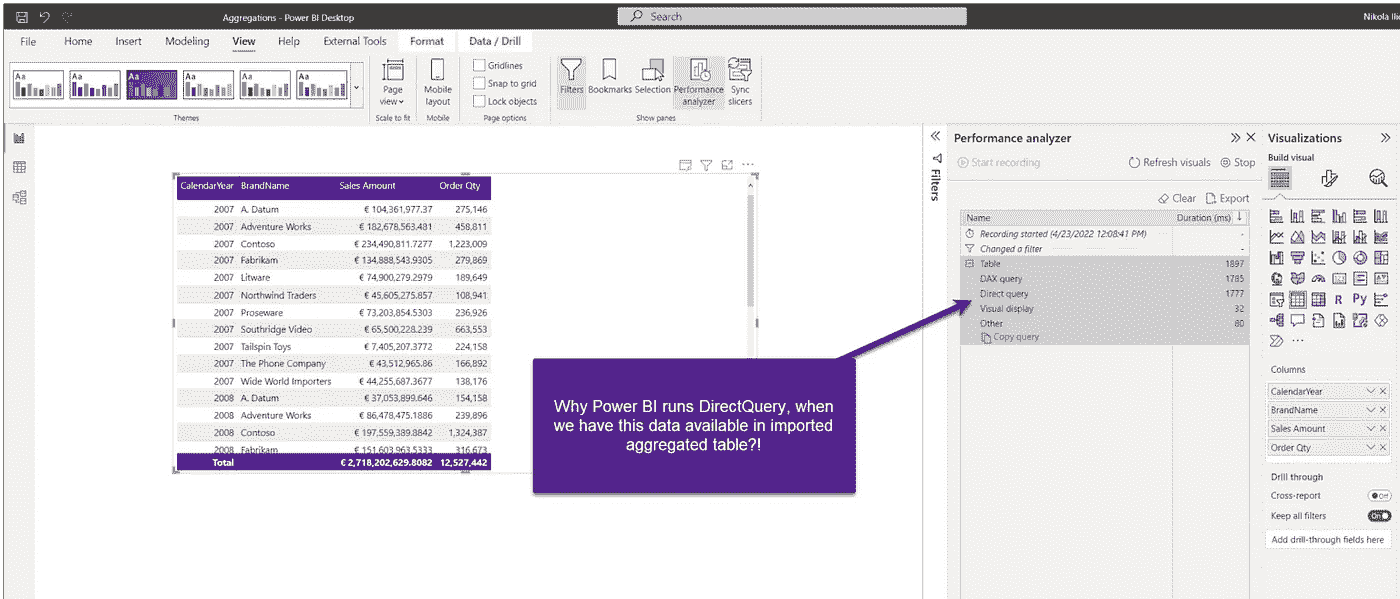 Aggregations - Power BI Desktop
Search
Nikola Ilic
File Home Insert Modeling View Help External Tools Format Data / Drill
Aa Aa Aa Aa Aa Aa
Page view
Mobile layout
Gridlines
Snap to grid
Lock objects
Filters Bookmarks Selection Performance analyzer Sync slicers
Themes Scale to fit Mobile Page options Show panes
CalendarYear BrandName Sales Amount Order Qty
2007 A. Datum € 104,361,977.37 275,146
2007 Adventure Works € 182,678,563.481 458,811
2007 Contoso € 234,490,811.7277 1,223,009
2007 Fabrikam € 134,888,543.9305 279,869
2007 Litware € 74,900,279.2979 189,649
2007 Northwind Traders € 45,605,275.857 108,941
2007 Proseware € 73,203,854.5303 236,926
2007 Southridge Video € 65,500,228.239 663,553
2007 Tailspin Toys € 7,405,207.3772 224,158
2007 The Phone Company € 43,512,965.86 166,892
2007 Wide World Importers € 44,255,687.3677 138,176
2008 A. Datum € 37,053,899.646 154,158
2008 Adventure Works € 86,478,475.1886 239,896
2008 Contoso € 197,559,389.8842 1,324,387
2008 Fabrikam € 151,603,963.5333 316,673
Total € 2,718,202,629.8082 12,527,442
Why Power BI runs DirectQuery, when
we have this data available in imported
aggregated table?!
Filters
Performance analyzer
Start recording Refresh visuals Stop
Clear Export
Name Duration (ms)
Recording started (4/23/2022 12:08:41 PM) -
Changed a filter -
Table 1897
DAX query 1785
Direct query 1777
Visual display 32
Other 80
Copy query
Visualizations
Build visual
R Py
Columns
CalendarYear
BrandName
Sales Amount
Order Qty
Drill through
Cross-report Off
Keep all filters On
Add drill-through fields here